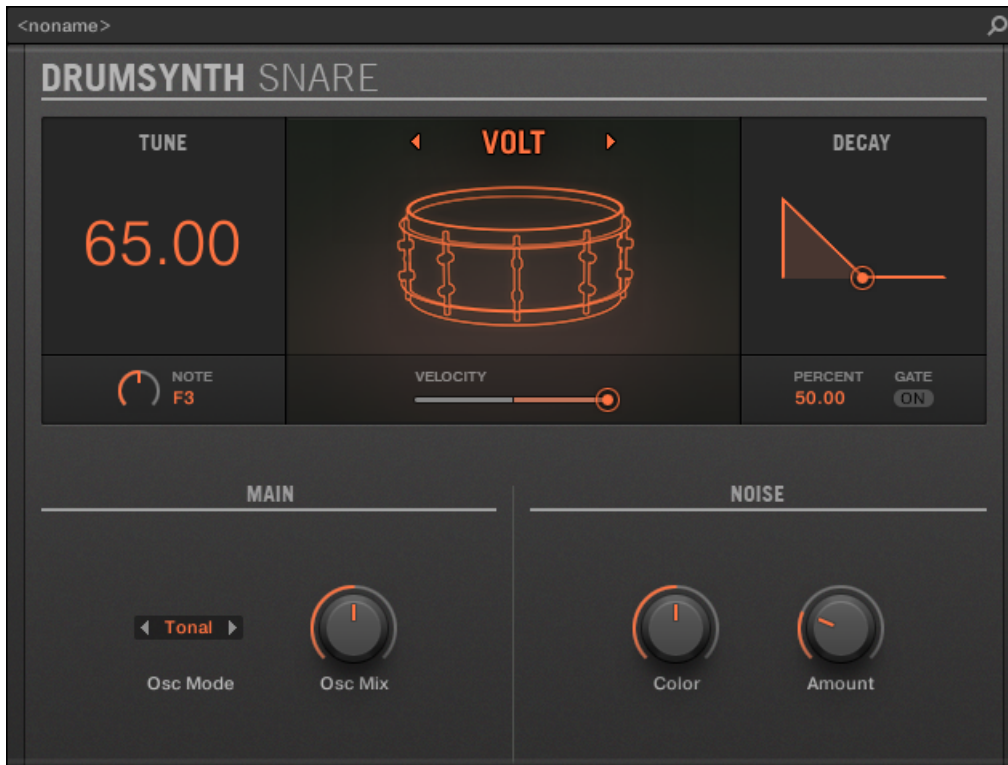 <noname>
DRUMSYNTH SNARE
TUNE
VOLT
DECAY
65.00
NOTE
F3
VELOCITY
PERCENT
50.00
GATE
ON
MAIN
NOISE
Tonal
Osc Mode
Osc Mix
Color
Amount